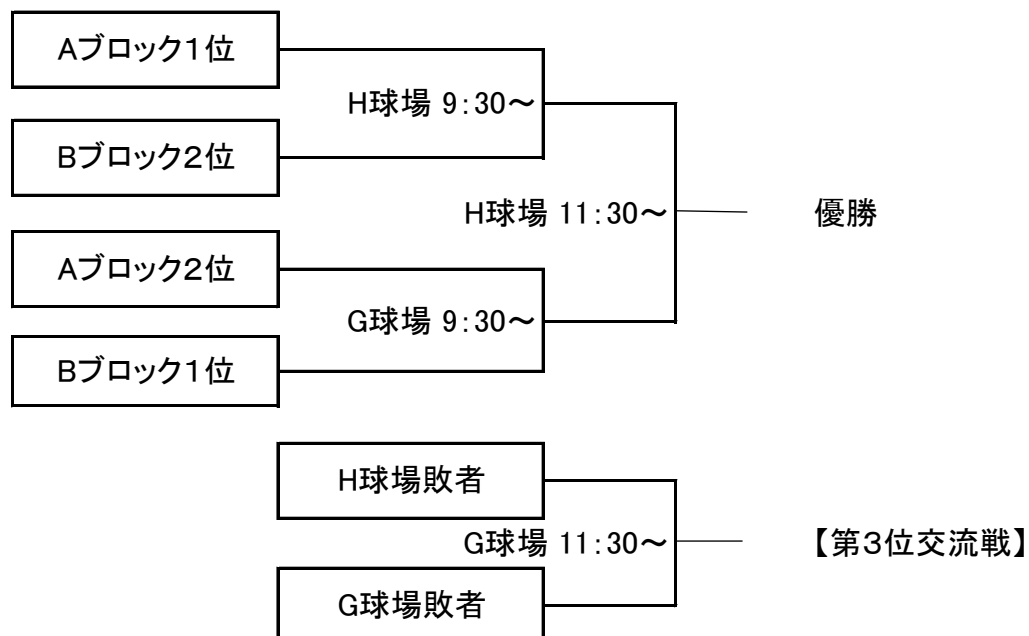 Aブロック1位
H球場 9:30～
Bブロック2位
H球場 11:30～
優勝
Aブロック2位
G球場 9:30～
Bブロック1位
H球場敗者
G球場 11:30～
【第3位交流戦】
G球場敗者